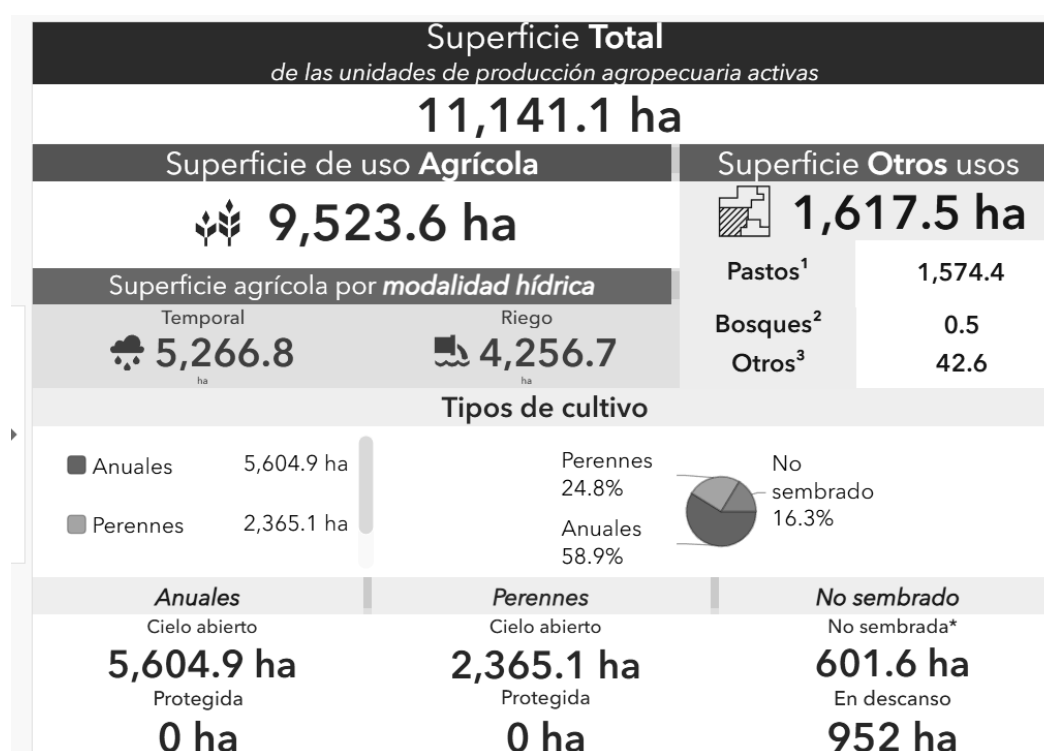 Superficie Total
de las unidades de producción agropecuaria activas
11,141.1 ha
Superficie de uso Agrícola
9,523.6 ha
Superficie agrícola por modalidad hídrica
Temporal
5,266.8
ha
Riego
4,256.7
ha
Superficie Otros usos
1,617.5 ha
Pastos¹ 1,574.4
Bosques² 0.5
Otros³ 42.6
Tipos de cultivo
Anuales 5,604.9 ha
Perennes 2,365.1 ha
Perennes
24.8%
Anuales
58.9%
No
sembrado
16.3%
Anuales
Cielo abierto
5,604.9 ha
Protegida
0 ha
Perennes
Cielo abierto
2,365.1 ha
Protegida
0 ha
No sembrado
No sembrada*
601.6 ha
En descanso
952 ha